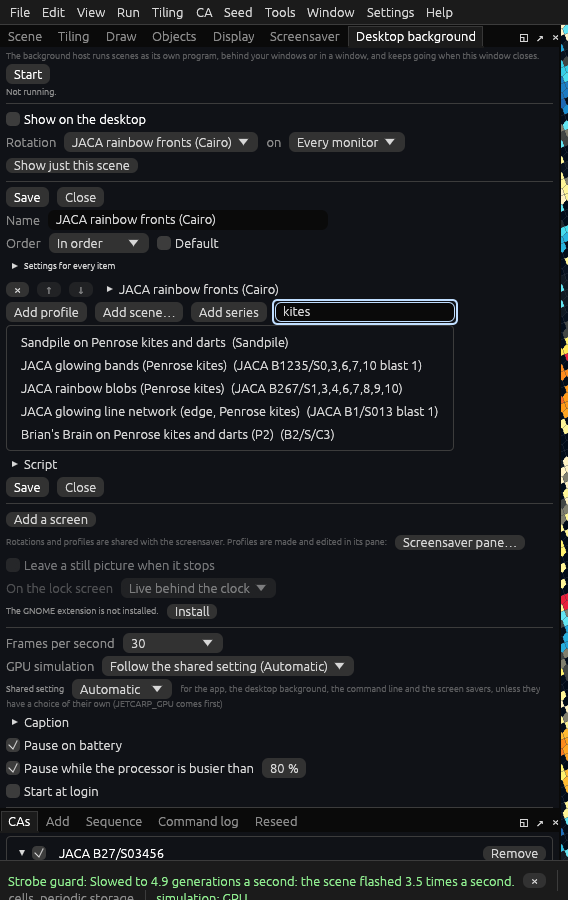 File Edit View Run Tiling CA Seed Tools Window Settings Help
Scene Tiling Draw Objects Display Screensaver Desktop background
The background host runs scenes as its own program, behind your windows or in a window, and keeps going when this window closes.
Start
Not running.
Show on the desktop
Rotation JACA rainbow fronts (Cairo) on Every monitor
Show just this scene
Save Close
Name JACA rainbow fronts (Cairo)
Order In order Default
Settings for every item
JACA rainbow fronts (Cairo)
Add profile Add scene… Add series kites
Sandpile on Penrose kites and darts (Sandpile)
JACA glowing bands (Penrose kites) (JACA B1235/S0,3,6,7,10 blast 1)
JACA rainbow blobs (Penrose kites) (JACA B267/S1,3,4,6,7,8,9,10)
JACA glowing line network (edge, Penrose kites) (JACA B1/S013 blast 1)
Brian's Brain on Penrose kites and darts (P2) (B2/S/C3)
Script
Save Close
Add a screen
Rotations and profiles are shared with the screensaver. Profiles are made and edited in its pane: Screensaver pane…
Leave a still picture when it stops
On the lock screen Live behind the clock
The GNOME extension is not installed. Install
Frames per second 30
GPU simulation Follow the shared setting (Automatic)
Shared setting Automatic for the app, the desktop background, the command line and the screen savers, unless they
have a choice of their own (JETCARP_GPU comes first)
Caption
Pause on battery
Pause while the processor is busier than 80 %
Start at login
CAs Add Sequence Command log Reseed
JACA B27/S03456 Remove
Strobe guard: Slowed to 4.9 generations a second: the scene flashed 3.5 times a second.
cells, periodic storage simulation: GPU